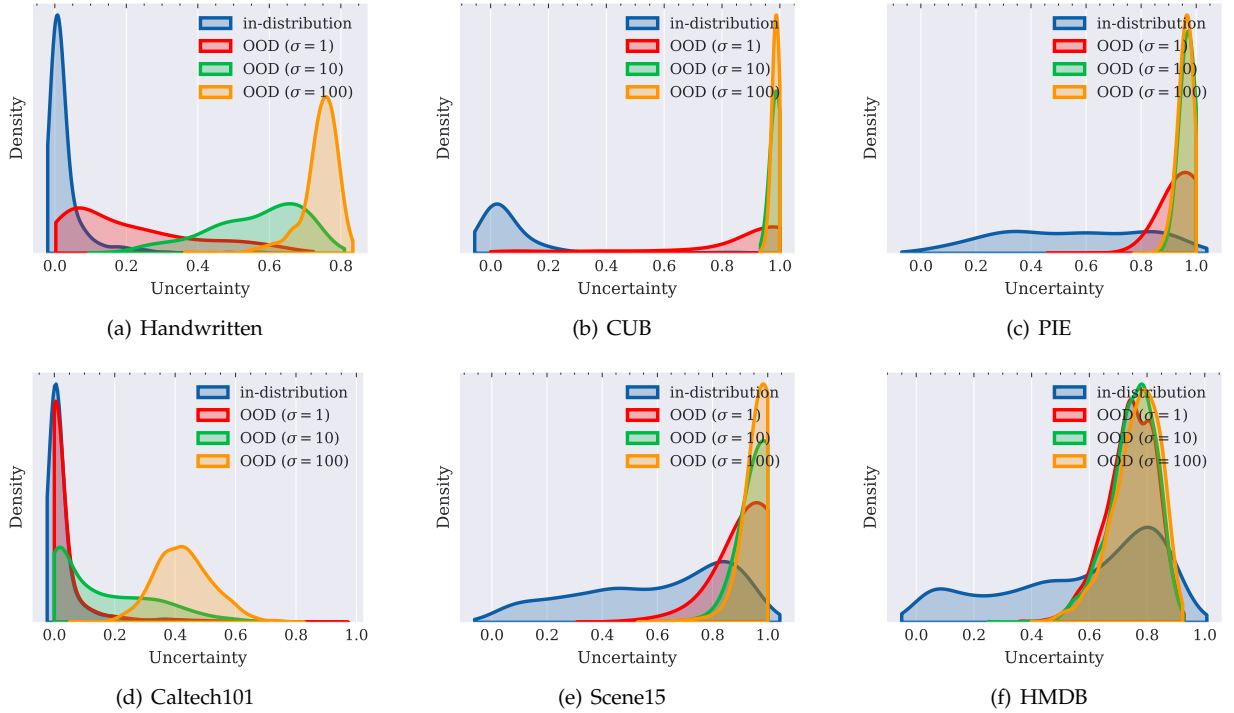 in-distribution
OOD (σ = 1)
OOD (σ = 10)
OOD (σ = 100)
Density
0.0 0.2 0.4 0.6 0.8
Uncertainty
(a) Handwritten
in-distribution
OOD (σ = 1)
OOD (σ = 10)
OOD (σ = 100)
Density
0.0 0.2 0.4 0.6 0.8 1.0
Uncertainty
(b) CUB
in-distribution
OOD (σ = 1)
OOD (σ = 10)
OOD (σ = 100)
Density
0.0 0.2 0.4 0.6 0.8 1.0
Uncertainty
(c) PIE
in-distribution
OOD (σ = 1)
OOD (σ = 10)
OOD (σ = 100)
Density
0.0 0.2 0.4 0.6 0.8 1.0
Uncertainty
(d) Caltech101
in-distribution
OOD (σ = 1)
OOD (σ = 10)
OOD (σ = 100)
Density
0.0 0.2 0.4 0.6 0.8 1.0
Uncertainty
(e) Scene15
in-distribution
OOD (σ = 1)
OOD (σ = 10)
OOD (σ = 100)
Density
0.0 0.2 0.4 0.6 0.8 1.0
Uncertainty
(f) HMDB